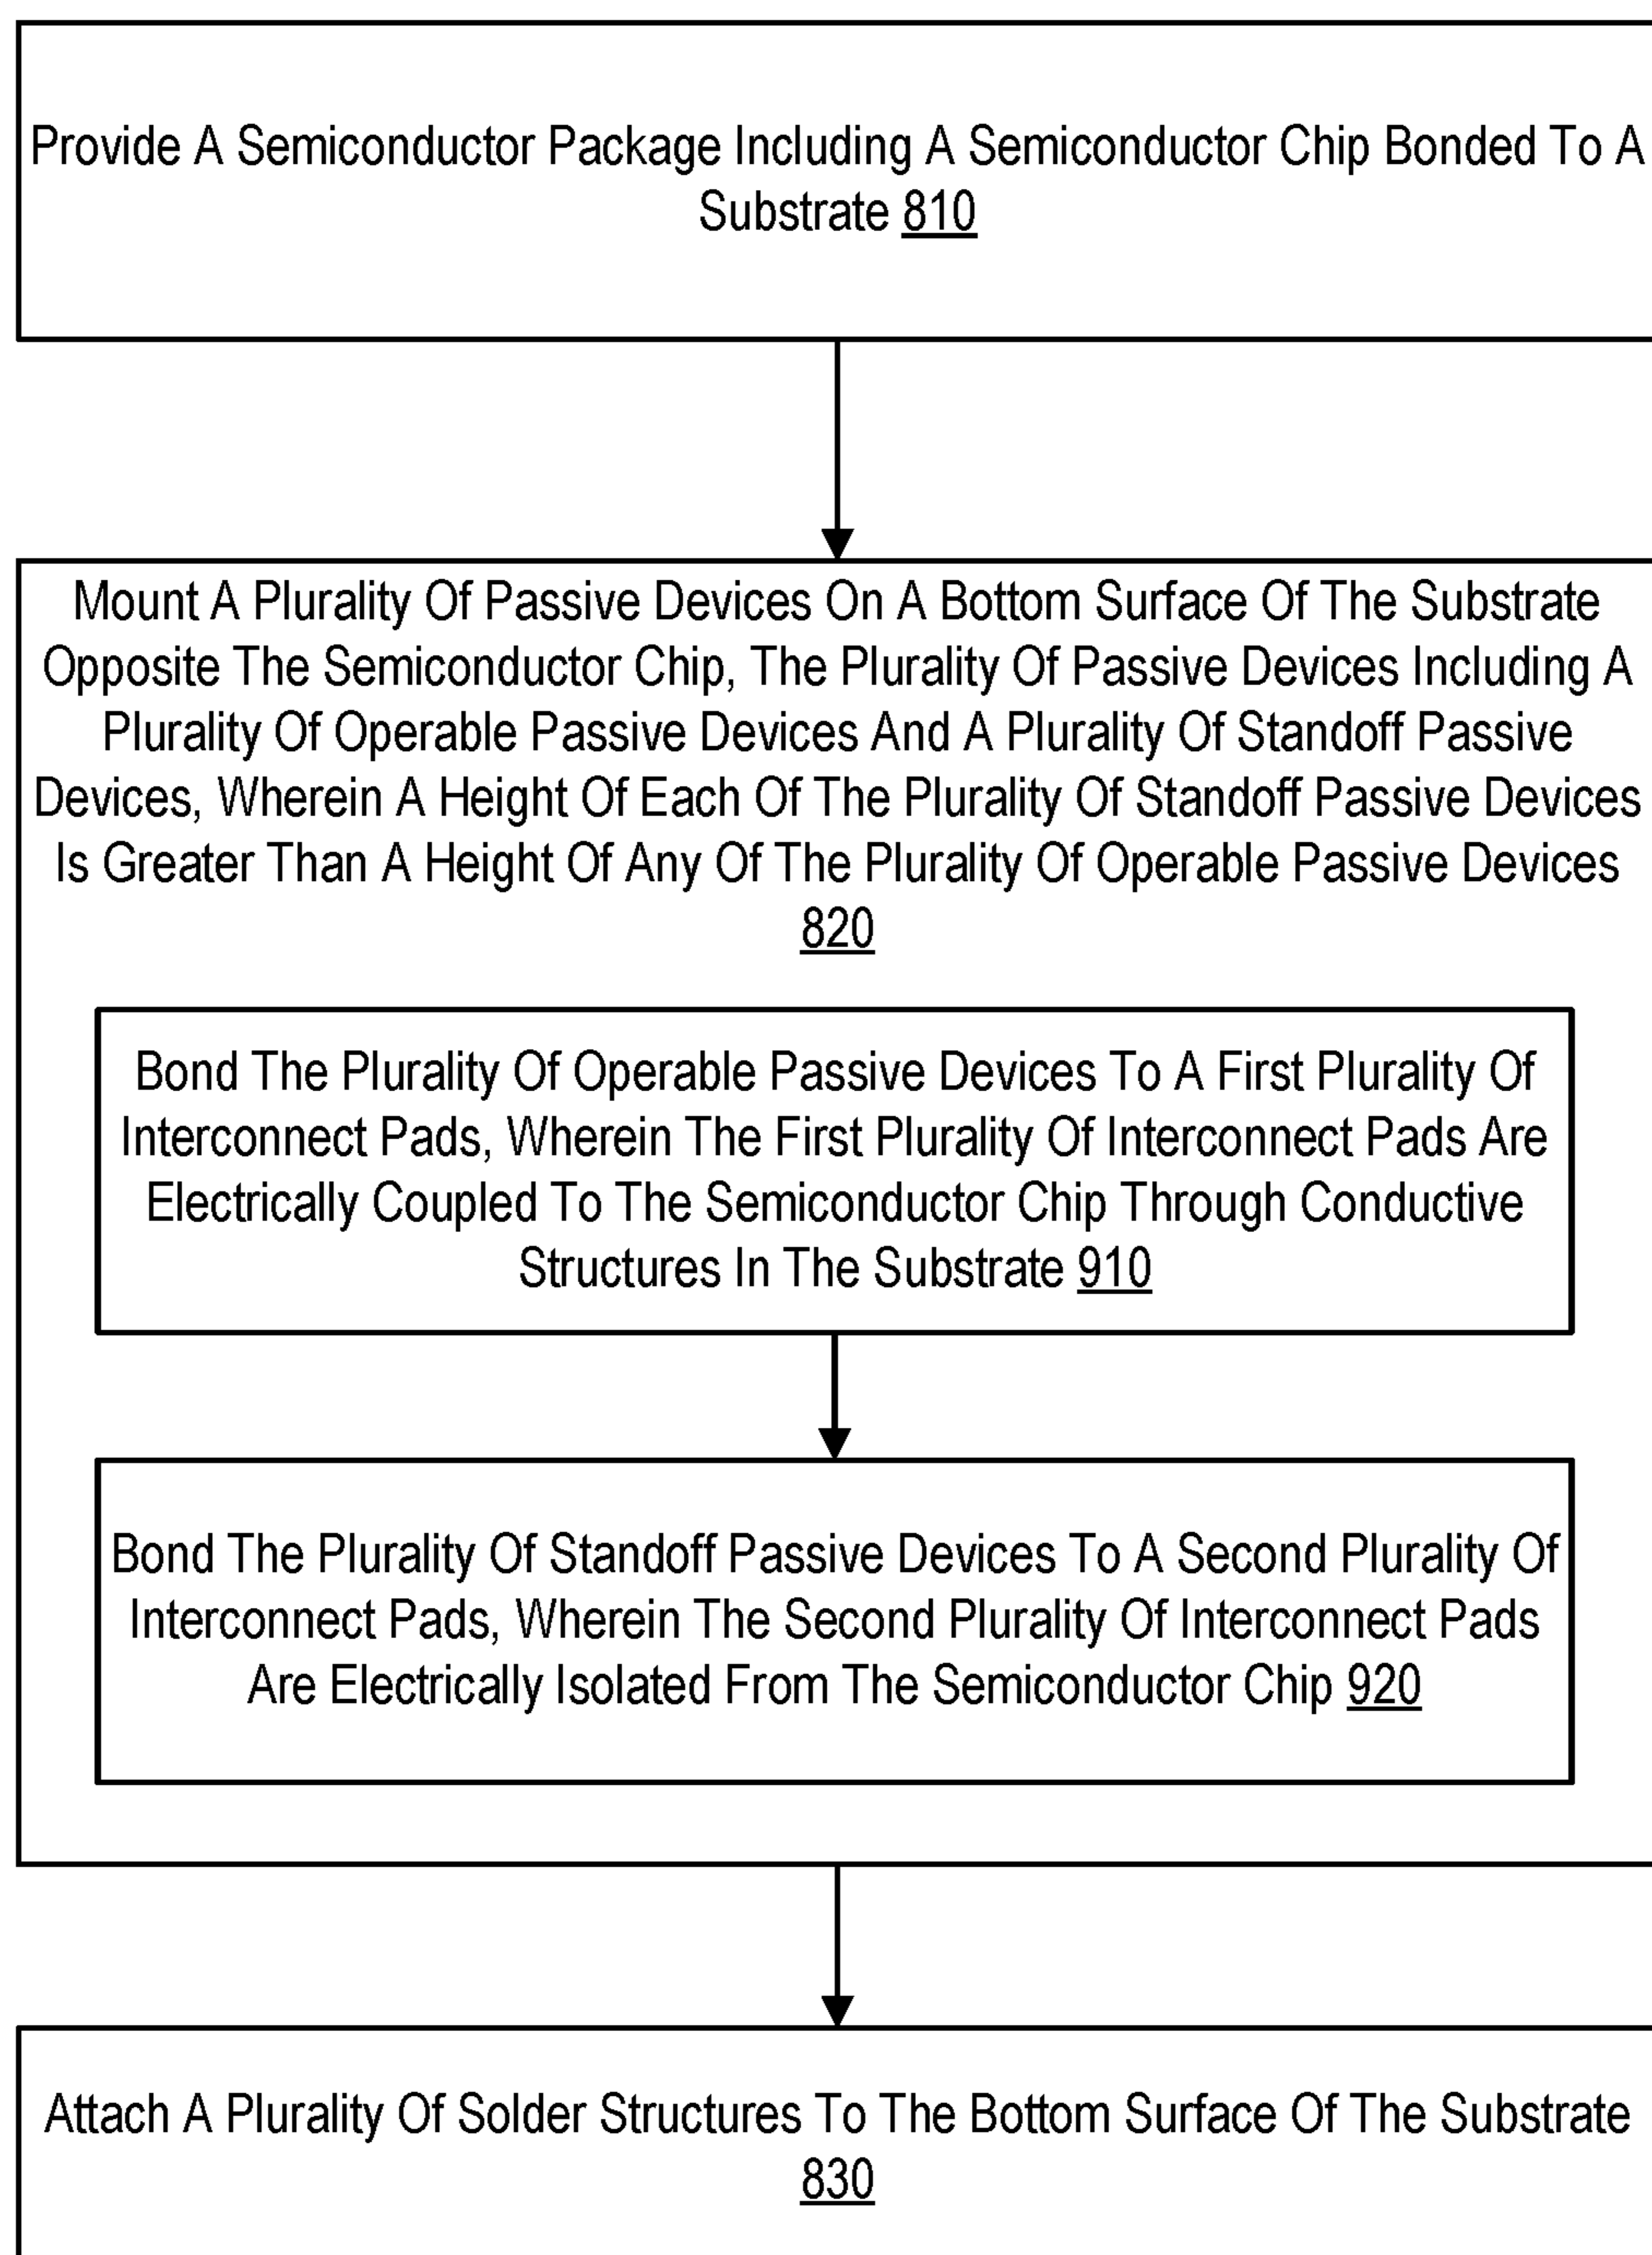 Provide A Semiconductor Package Including A Semiconductor Chip Bonded To A
Substrate 810
Mount A Plurality Of Passive Devices On A Bottom Surface Of The Substrate
Opposite The Semiconductor Chip, The Plurality Of Passive Devices Including A
Plurality Of Operable Passive Devices And A Plurality Of Standoff Passive
Devices, Wherein A Height Of Each Of The Plurality Of Standoff Passive Devices
Is Greater Than A Height Of Any Of The Plurality Of Operable Passive Devices
820
Bond The Plurality Of Operable Passive Devices To A First Plurality Of
Interconnect Pads, Wherein The First Plurality Of Interconnect Pads Are
Electrically Coupled To The Semiconductor Chip Through Conductive
Structures In The Substrate 910
Bond The Plurality Of Standoff Passive Devices To A Second Plurality Of
Interconnect Pads, Wherein The Second Plurality Of Interconnect Pads
Are Electrically Isolated From The Semiconductor Chip 920
Attach A Plurality Of Solder Structures To The Bottom Surface Of The Substrate
830